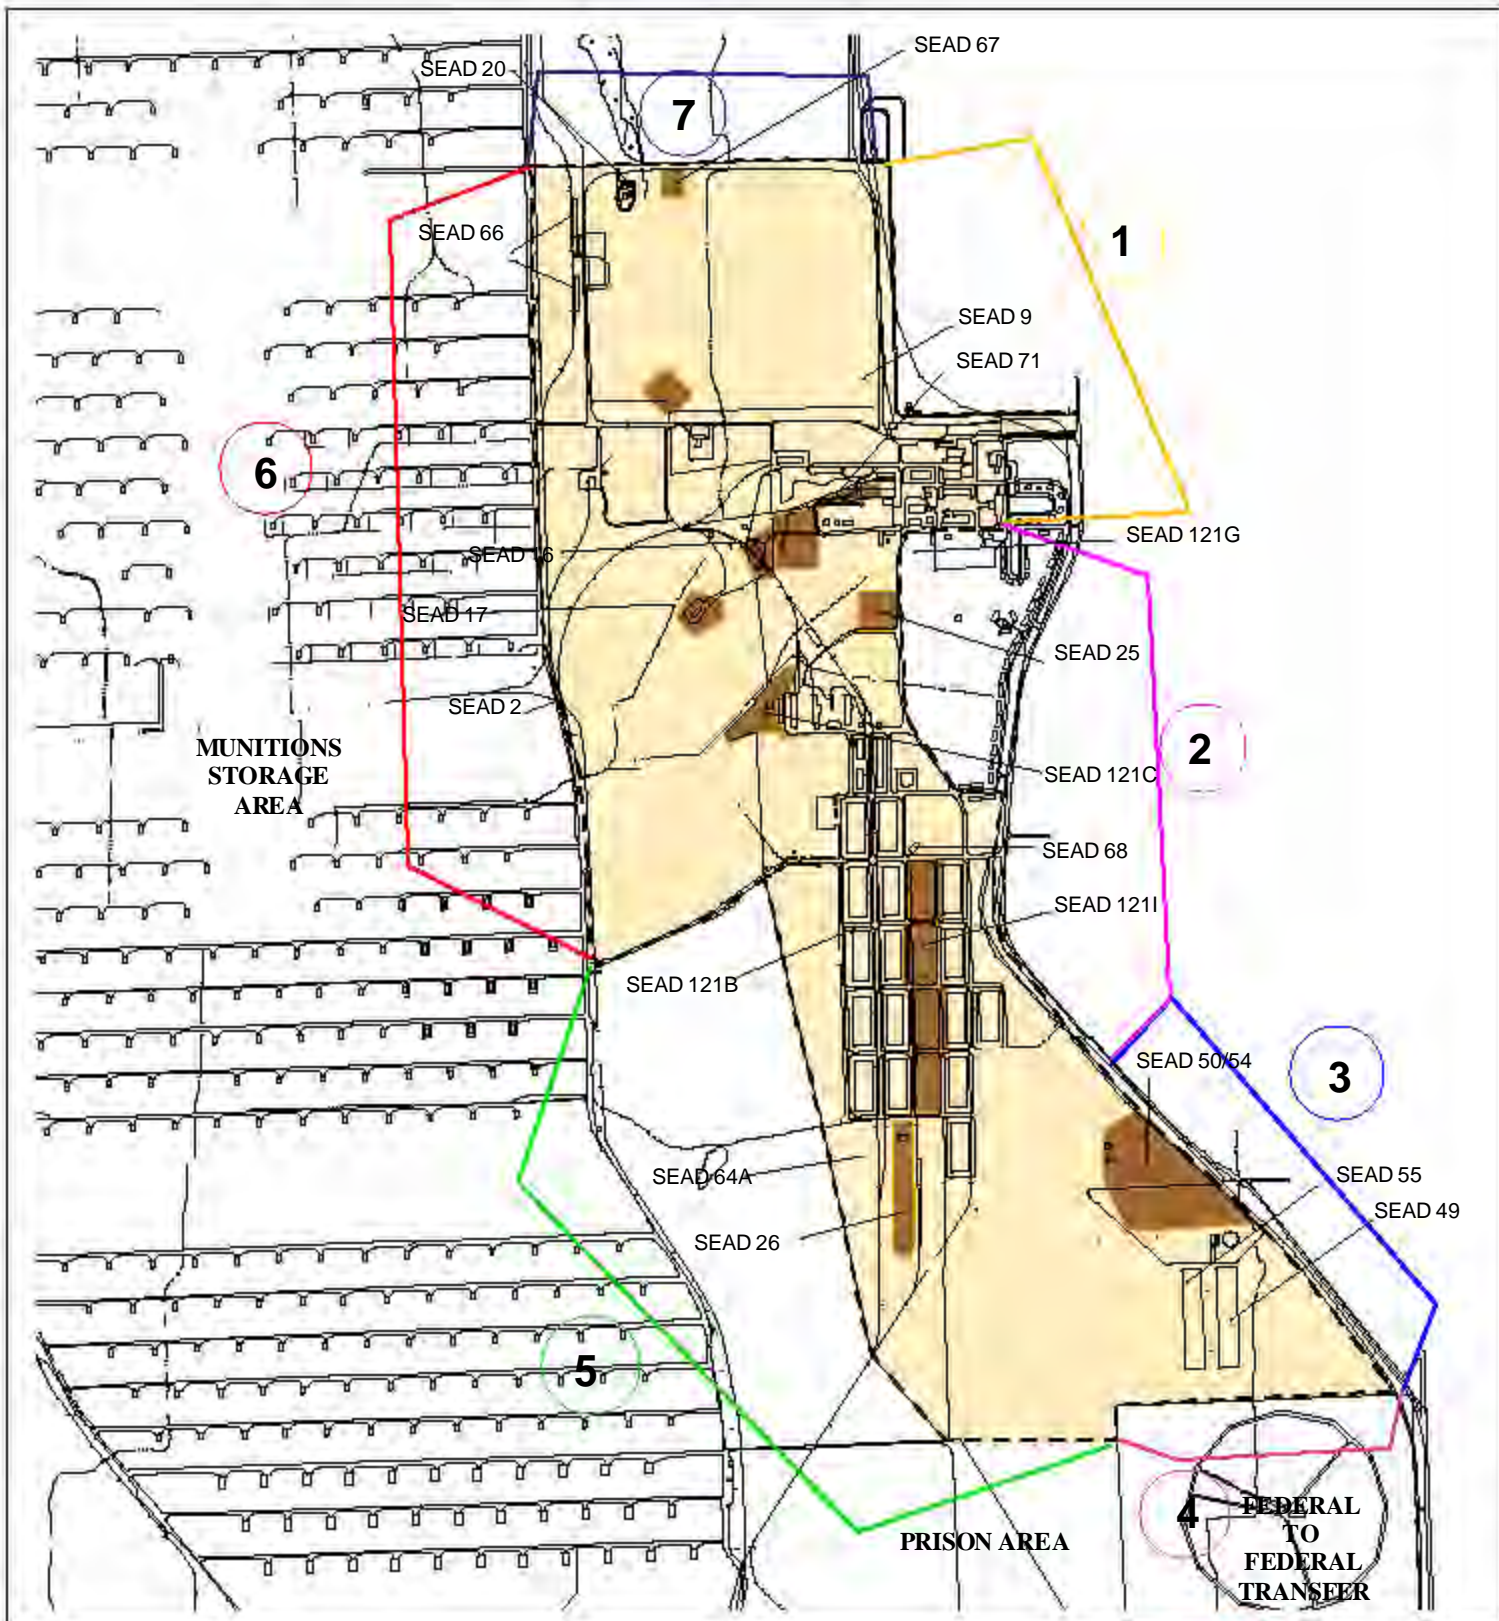 SEAD 67
SEAD 20
7
SEAD 66
1
SEAD 9
SEAD 71
6
SEAD 121G
SEAD 16
SEAD 17
SEAD 25
SEAD 2
MUNITIONS
STORAGE
AREA
2
SEAD 121C
SEAD 68
SEAD 121I
SEAD 121B
SEAD 50/54
3
SEAD 64A
SEAD 55
SEAD 49
SEAD 26
5
4
FEDERAL
TO
FEDERAL
TRANSFER
PRISON AREA